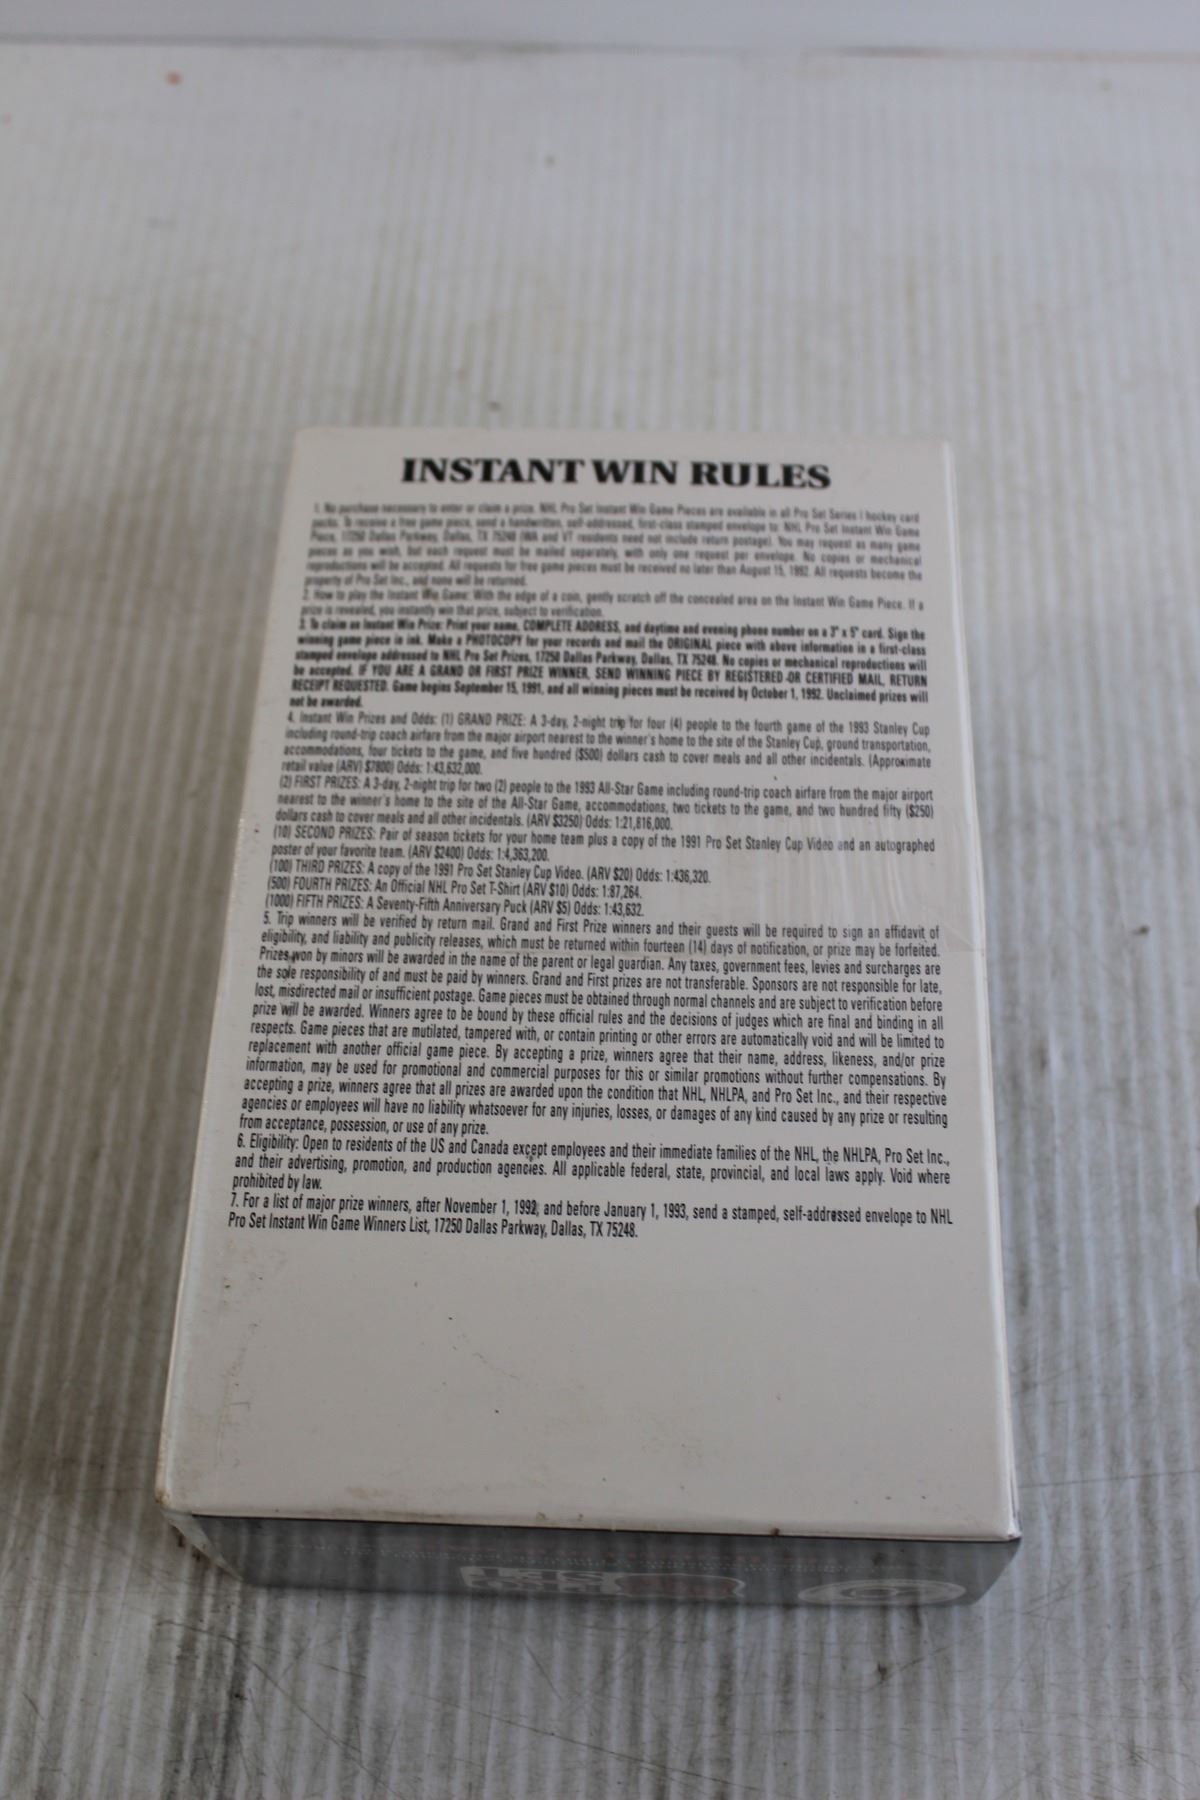 INSTANT WIN RULES
1. No purchase necessary to enter or claim a prize. NHL Pro Set Instant Win Game Pieces are available in all Pro Set Series I hockey card
packs. To receive a free game piece, send a handwritten, self-addressed, first-class stamped envelope to: NHL Pro Set Instant Win Game
Piece, 17250 Dallas Parkway, Dallas, TX 75248 (WA and VT residents need not include return postage). You may request as many game
pieces as you wish, but each request must be mailed separately, with only one request per envelope. No copies or mechanical
reproductions will be accepted. All requests for free game pieces must be received no later than August 15, 1992. All requests become the
property of Pro Set Inc., and none will be returned.
2. How to play the Instant Win Game: With the edge of a coin, gently scratch off the concealed area on the Instant Win Game Piece. If a
prize is revealed, you instantly win that prize, subject to verification.
3. To claim an Instant Win Prize: Print your name, COMPLETE ADDRESS, and daytime and evening phone number on a 3" x 5" card. Sign the
winning game piece in ink. Make a PHOTOCOPY for your records and mail the ORIGINAL piece with above information in a first-class
stamped envelope addressed to NHL Pro Set Prizes, 17250 Dallas Parkway, Dallas, TX 75248. No copies or mechanical reproductions will
be accepted. IF YOU ARE A GRAND OR FIRST PRIZE WINNER, SEND WINNING PIECE BY REGISTERED OR CERTIFIED MAIL, RETURN
RECEIPT REQUESTED. Game begins September 15, 1991, and all winning pieces must be received by October 1, 1992. Unclaimed prizes will
not be awarded.
4. Instant Win Prizes and Odds: (1) GRAND PRIZE: A 3-day, 2-night trip for four (4) people to the fourth game of the 1993 Stanley Cup
including round-trip coach airfare from the major airport nearest to the winner's home to the site of the Stanley Cup, ground transportation,
accommodations, four tickets to the game, and five hundred ($500) dollars cash to cover meals and all other incidentals. (Approximate
retail value (ARV) $7800) Odds: 1:43,632,000.
(2) FIRST PRIZES: A 3-day, 2-night trip for two (2) people to the 1993 All-Star Game including round-trip coach airfare from the major airport
nearest to the winner's home to the site of the All-Star Game, accommodations, two tickets to the game, and two hundred fifty ($250)
dollars cash to cover meals and all other incidentals. (ARV $3250) Odds: 1:21,816,000.
(10) SECOND PRIZES: Pair of season tickets for your home team plus a copy of the 1991 Pro Set Stanley Cup Video and an autographed
poster of your favorite team. (ARV $2400) Odds: 1:4,363,200.
(100) THIRD PRIZES: A copy of the 1991 Pro Set Stanley Cup Video. (ARV $20) Odds: 1:436,320.
(500) FOURTH PRIZES: An Official NHL Pro Set T-Shirt (ARV $10) Odds: 1:87,264.
(1000) FIFTH PRIZES: A Seventy-Fifth Anniversary Puck (ARV $5) Odds: 1:43,632.
5. Trip winners will be verified by return mail. Grand and First Prize winners and their guests will be required to sign an affidavit of
eligibility, and liability and publicity releases, which must be returned within fourteen (14) days of notification, or prize may be forfeited.
Prizes won by minors will be awarded in the name of the parent or legal guardian. Any taxes, government fees, levies and surcharges are
the sole responsibility of and must be paid by winners. Grand and First prizes are not transferable. Sponsors are not responsible for late,
lost, misdirected mail or insufficient postage. Game pieces must be obtained through normal channels and are subject to verification before
prize will be awarded. Winners agree to be bound by these official rules and the decisions of judges which are final and binding in all
respects. Game pieces that are mutilated, tampered with, or contain printing or other errors are automatically void and will be limited to
replacement with another official game piece. By accepting a prize, winners agree that their name, address, likeness, and/or prize
information, may be used for promotional and commercial purposes for this or similar promotions without further compensations. By
accepting a prize, winners agree that all prizes are awarded upon the condition that NHL, NHLPA, and Pro Set Inc., and their respective
agencies or employees will have no liability whatsoever for any injuries, losses, or damages of any kind caused by any prize or resulting
from acceptance, possession, or use of any prize.
6. Eligibility: Open to residents of the US and Canada except employees and their immediate families of the NHL, the NHLPA, Pro Set Inc.,
and their advertising, promotion, and production agencies. All applicable federal, state, provincial, and local laws apply. Void where
prohibited by law.
7. For a list of major prize winners, after November 1, 1992, and before January 1, 1993, send a stamped, self-addressed envelope to NHL
Pro Set Instant Win Game Winners List, 17250 Dallas Parkway, Dallas, TX 75248.